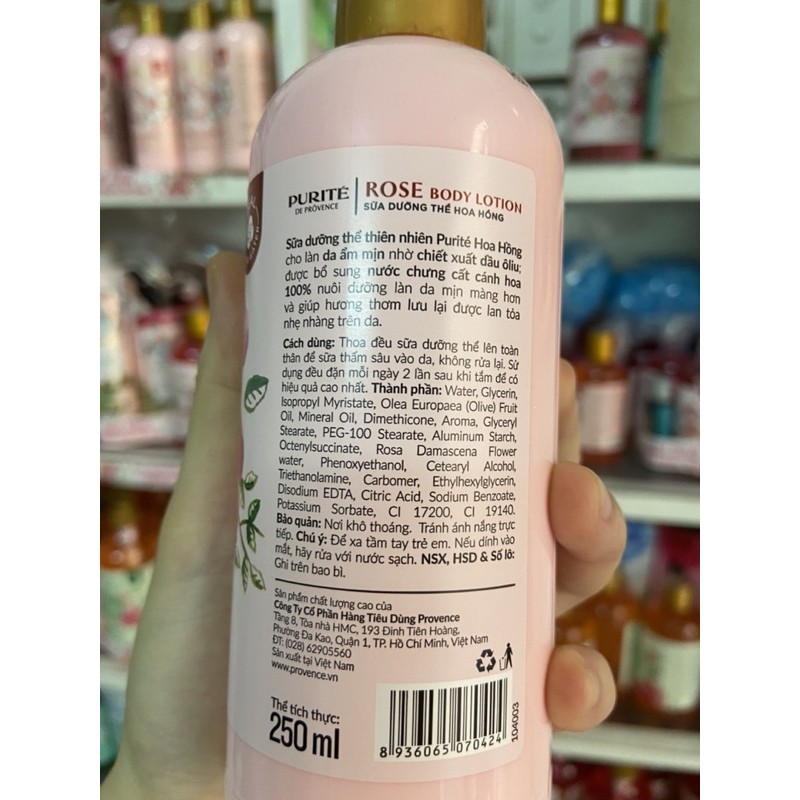 PURITÉ
DE PRÔVENCE
ROSE BODY LOTION
SỮA DƯỠNG THỂ HOA HỒNG
Sữa dưỡng thể thiên nhiên Purité Hoa Hồng
cho làn da ẩm mịn nhờ chiết xuất dầu ôliu;
được bổ sung nước chưng cất cánh hoa
100% nuôi dưỡng làn da mịn màng hơn
và giúp hương thơm lưu lại được lan tỏa
nhẹ nhàng trên da.
Cách dùng: Thoa đều sữa dưỡng thể lên toàn
thân để sữa thấm sâu vào da, không rửa lại. Sử
dụng đều đặn mỗi ngày 2 lần sau khi tắm để có
hiệu quả cao nhất. Thành phần: Water, Glycerin,
Isopropyl Myristate, Olea Europaea (Olive) Fruit
Oil, Mineral Oil, Dimethicone, Aroma, Glyceryl
Stearate, PEG-100 Stearate, Aluminum Starch,
Octenylsuccinate, Rosa Damascena Flower
water, Phenoxyethanol, Cetearyl Alcohol,
Triethanolamine, Carbomer, Ethylhexylglycerin,
Disodium EDTA, Citric Acid, Sodium Benzoate,
Potassium Sorbate, CI 17200, CI 19140.
Bảo quản: Nơi khô thoáng. Tránh ánh nắng trực
tiếp. Chú ý: Để xa tầm tay trẻ em. Nếu dính vào
mắt, hãy rửa với nước sạch. NSX, HSD & Số lô:
Ghi trên bao bì.
Sản phẩm chất lượng cao của
Công Ty Cổ Phần Hàng Tiêu Dùng Provence
Tầng 8, Tòa nhà HMC, 193 Đinh Tiên Hoàng,
Phường Đa Kao, Quận 1, TP. Hồ Chí Minh, Việt Nam
ĐT: (028) 62905560
Sản xuất tại Việt Nam
www.provence.vn
Thể tích thực:
250 ml
8 936065 070424
104003